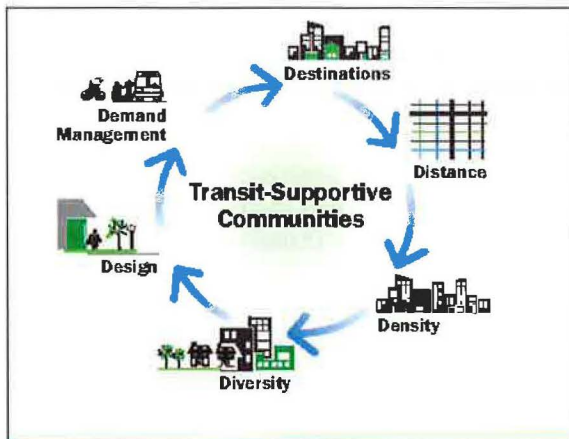 Destinations
Demand
Management
Distance
Transit-Supportive
Communities
Design
Density
Diversity